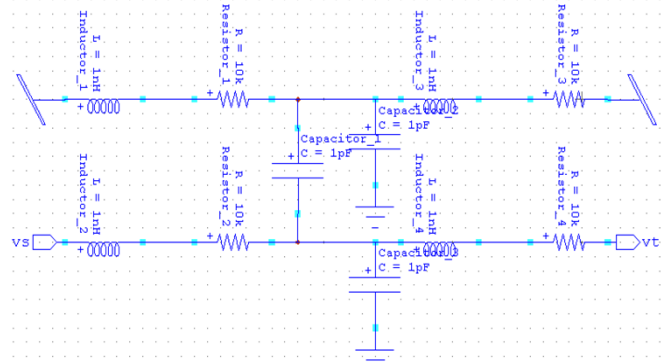 Inductor_1
L = 1nH
Resistor_1
R = 10k
Inductor_3
L = 1nH
Resistor_3
R = 10k
Capacitor_2
C = 1pF
Capacitor_1
C = 1pF
vs
Inductor_2
L = 1nH
Resistor_2
R = 10k
Inductor_4
L = 1nH
Resistor_4
R = 10k
vt
Capacitor_3
C = 1pF